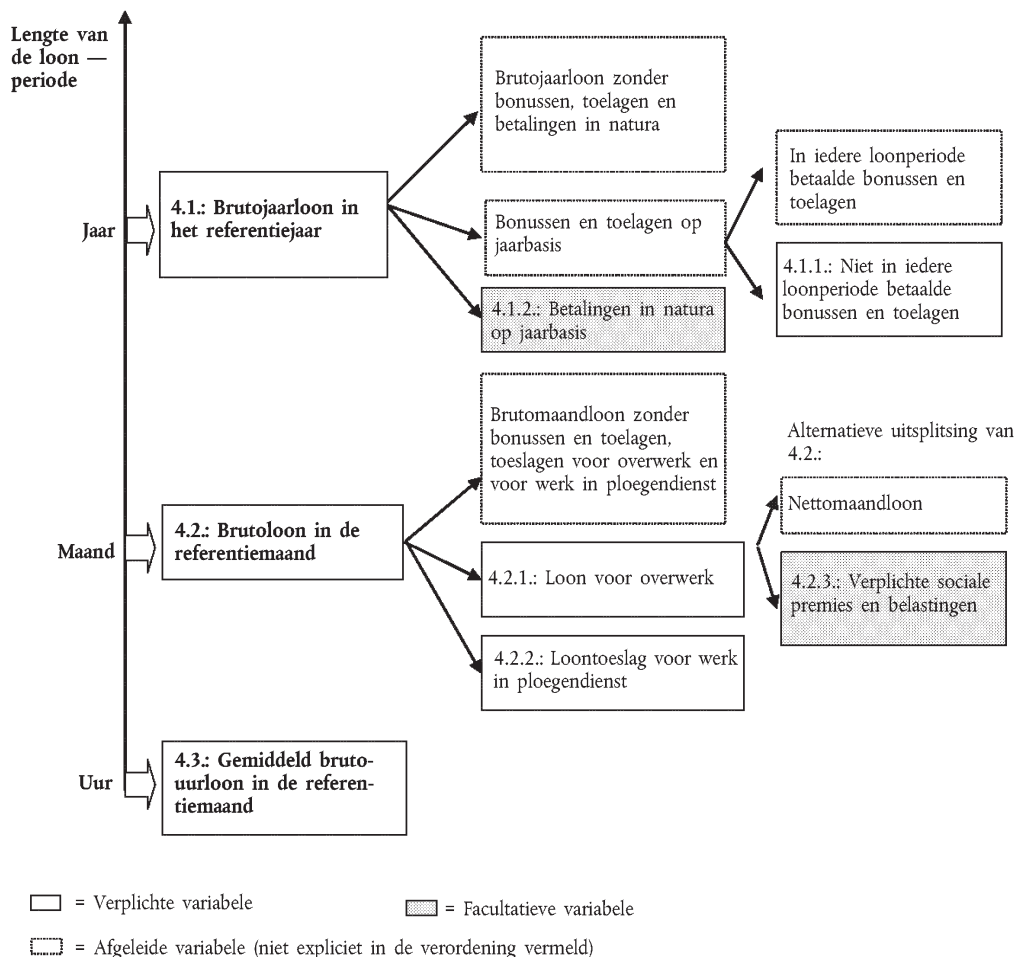 Lengte van
de loon —
periode
Brutojaarloon zonder
bonussen, toelagen en
betalingen in natura
In iedere loonperiode
betaalde bonussen en
toelagen
Jaar
4.1.: Brutojaarloon in
het referentiejaar
Bonussen en toelagen op
jaarbasis
4.1.1.: Niet in iedere
loonperiode betaalde
bonussen en toelagen
4.1.2.: Betalingen in natura
op jaarbasis
Brutomaandloon zonder
bonussen en toelagen,
toeslagen voor overwerk en
voor werk in ploegendienst
Alternatieve uitsplitsing van
4.2.:
Nettomaandloon
Maand
4.2.: Brutoloon in de
referentiemaand
4.2.1.: Loon voor overwerk
4.2.3.: Verplichte sociale
premies en belastingen
4.2.2.: Loontoeslag voor werk
in ploegendienst
Uur
4.3.: Gemiddeld bruto-
uurloon in de referen-
tiemaand
= Verplichte variabele
= Facultatieve variabele
= Afgeleide variabele (niet expliciet in de verordening vermeld)